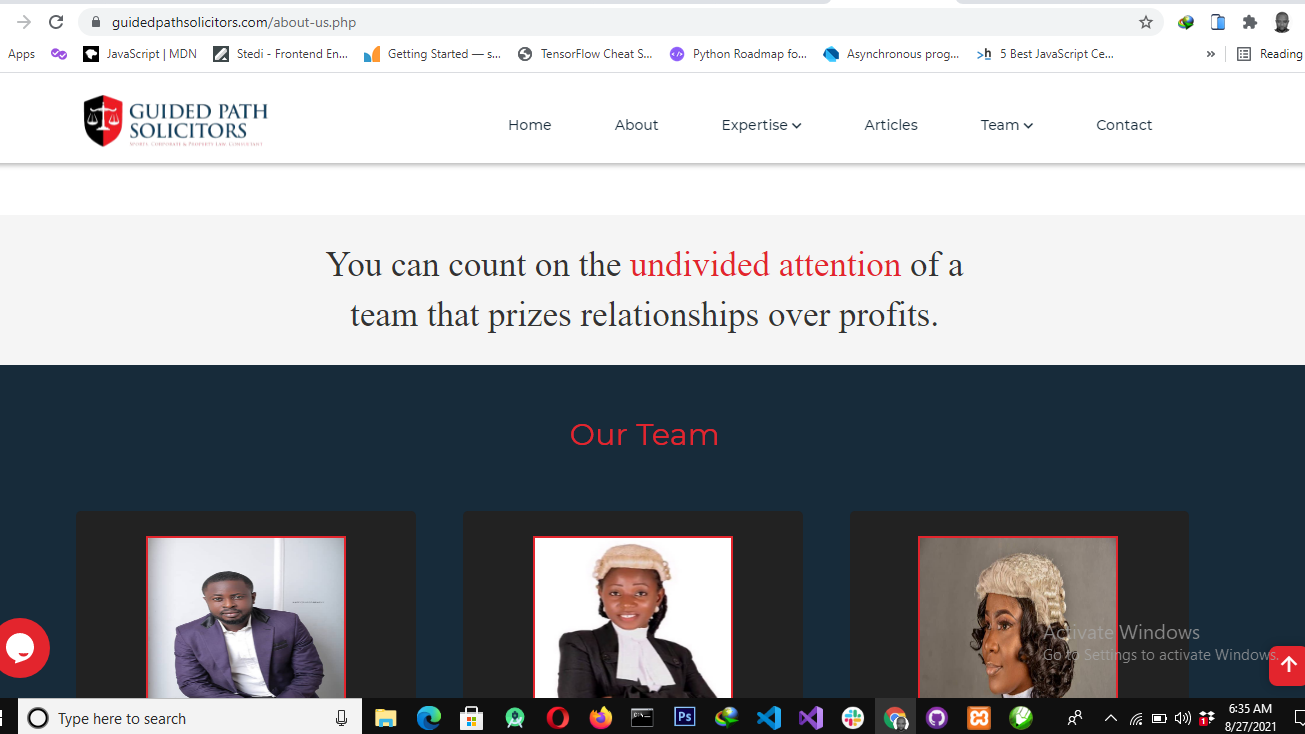 guidedpathsolicitors.com/about-us.php
Apps
JavaScript | MDN
Stedi - Frontend En...
Getting Started — s...
TensorFlow Cheat S...
Python Roadmap fo...
Asynchronous prog...
>h
5 Best JavaScript Ce...
»
Reading
GUIDED PATH
SOLICITORS
SPORTS, CORPORATE & PROPERTY LAW CONSULTANT
Home
About
Expertise
Articles
Team
Contact
You can count on the undivided attention of a
team that prizes relationships over profits.
Our Team
Activate Windows
Go to Settings to activate Windows.
Type here to search
Ps
1
6:35 AM
8/27/2021